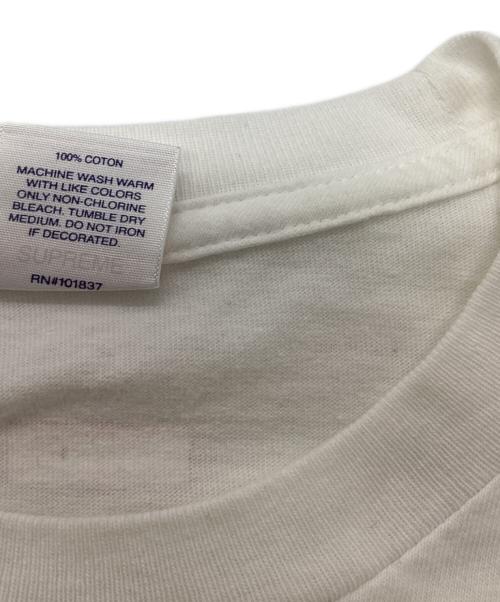 100% COTON
MACHINE WASH WARM
WITH LIKE COLORS
ONLY NON-CHLORINE
BLEACH. TUMBLE DRY
MEDIUM. DO NOT IRON
IF DECORATED.
SUPREME
RN#101837